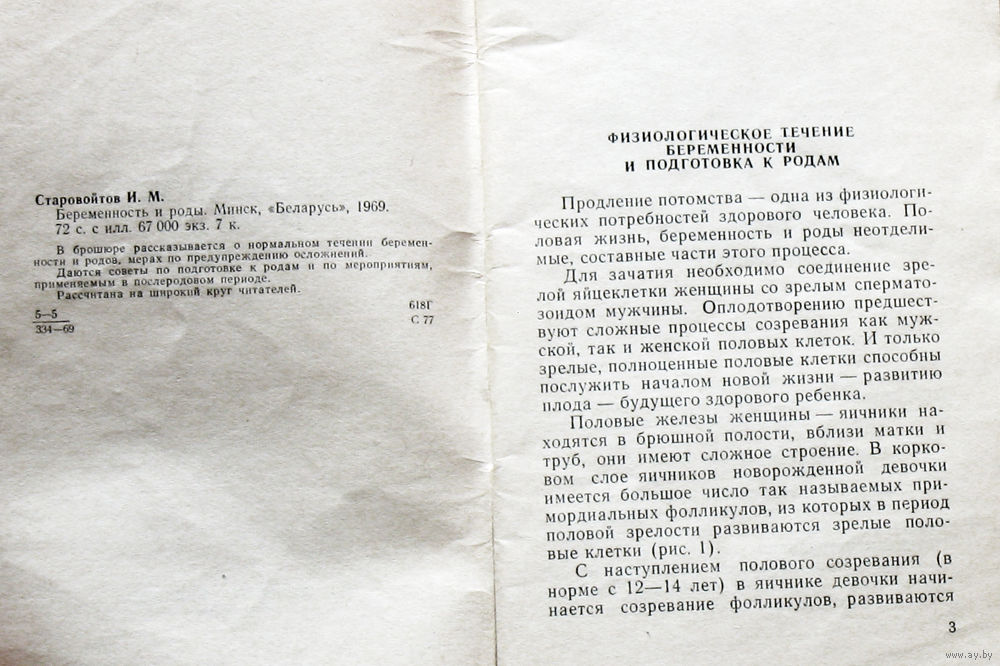 Старовойтов И. М.
Беременность и роды. Минск, «Беларусь», 1969.
72 с. с илл. 67 000 экз. 7 к.
В брошюре рассказывается о нормальном течении беремен-
ности и родов, мерах по предупреждению осложнений.
Даются советы по подготовке к родам и по мероприятиям,
применяемым в послеродовом периоде.
Рассчитана на широкий круг читателей.
5—5
334—69
618Г
С 77
ФИЗИОЛОГИЧЕСКОЕ ТЕЧЕНИЕ
БЕРЕМЕННОСТИ
И ПОДГОТОВКА К РОДАМ
Продление потомства — одна из физиологи-
ческих потребностей здорового человека. По-
ловая жизнь, беременность и роды неотдели-
мые, составные части этого процесса.
Для зачатия необходимо соединение зре-
лой яйцеклетки женщины со зрелым спермато-
зоидом мужчины. Оплодотворению предшест-
вуют сложные процессы созревания как муж-
ской, так и женской половых клеток. И только
зрелые, полноценные половые клетки способны
послужить началом новой жизни — развитию
плода — будущего здорового ребенка.
Половые железы женщины — яичники на-
ходятся в брюшной полости, вблизи матки и
труб, они имеют сложное строение. В корко-
вом слое яичников новорожденной девочки
имеется большое число так называемых при-
мордиальных фолликулов, из которых в период
половой зрелости развиваются зрелые поло-
вые клетки (рис. 1).
С наступлением полового созревания (в
норме с 12—14 лет) в яичнике девочки начи-
нается созревание фолликулов, развиваются
3
www.ay.by